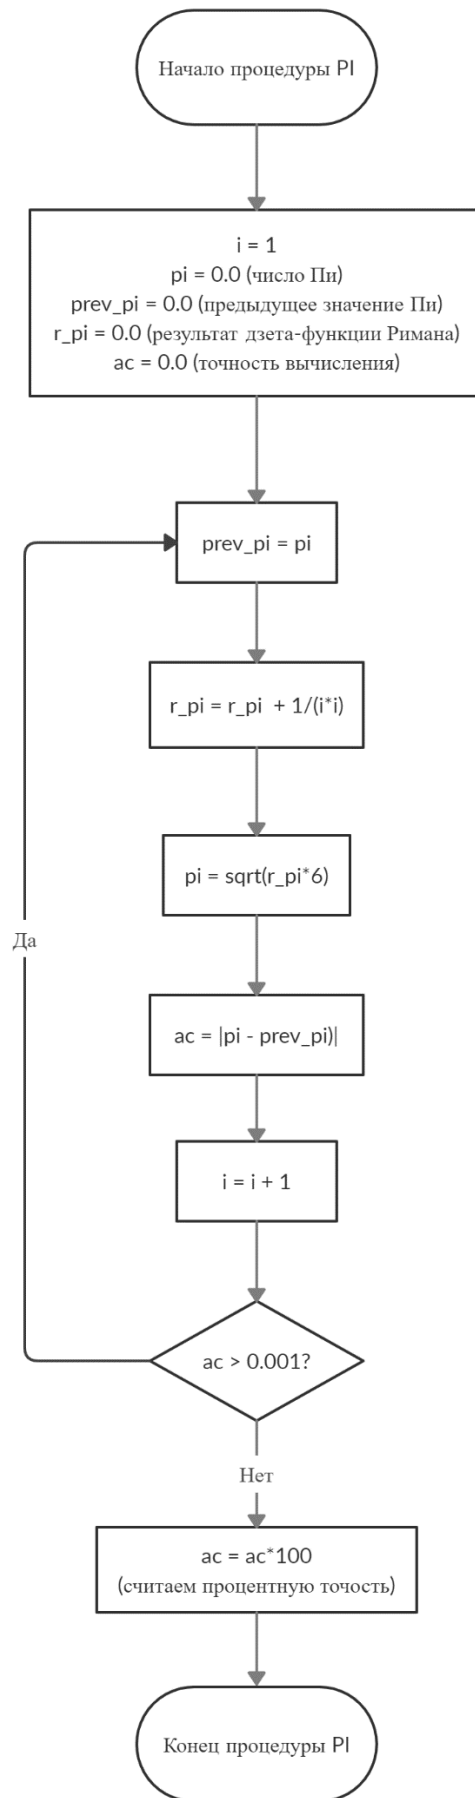 Начало процедуры PI
i = 1
pi = 0.0 (число Пи)
prev_pi = 0.0 (предыдущее значение Пи)
r_pi = 0.0 (результат дзета-функции Римана)
ac = 0.0 (точность вычисления)
prev_pi = pi
r_pi = r_pi + 1/(i*i)
pi = sqrt(r_pi*6)
Да
ac = |pi - prev_pi)|
i = i + 1
ac > 0.001?
Нет
ac = ac*100
(считаем процентную точость)
Конец процедуры PI